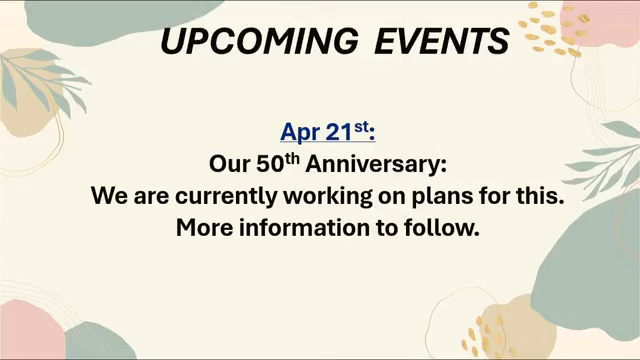 UPCOMING EVENTS
Apr 21st:
Our 50th Anniversary:
We are currently working on plans for this.
More information to follow.